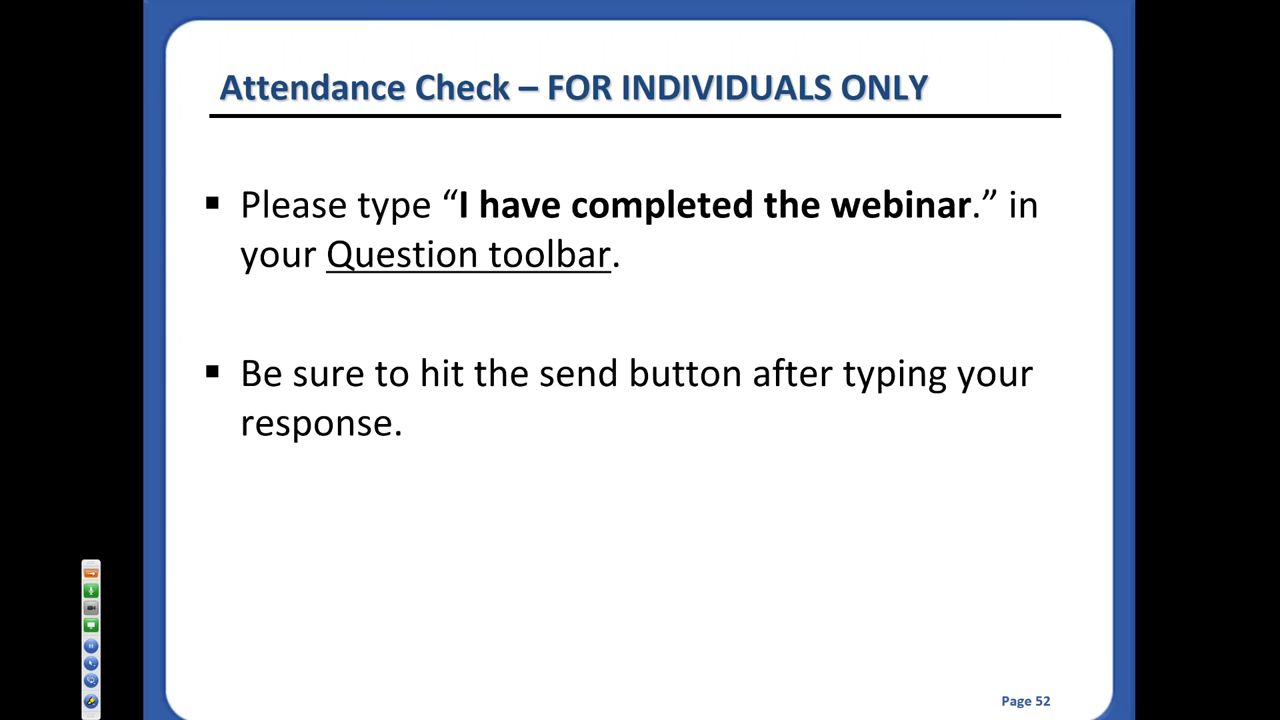 Attendance Check – FOR INDIVIDUALS ONLY
▪ Please type “I have completed the webinar.” in
your Question toolbar.
▪ Be sure to hit the send button after typing your
response.
Page 52